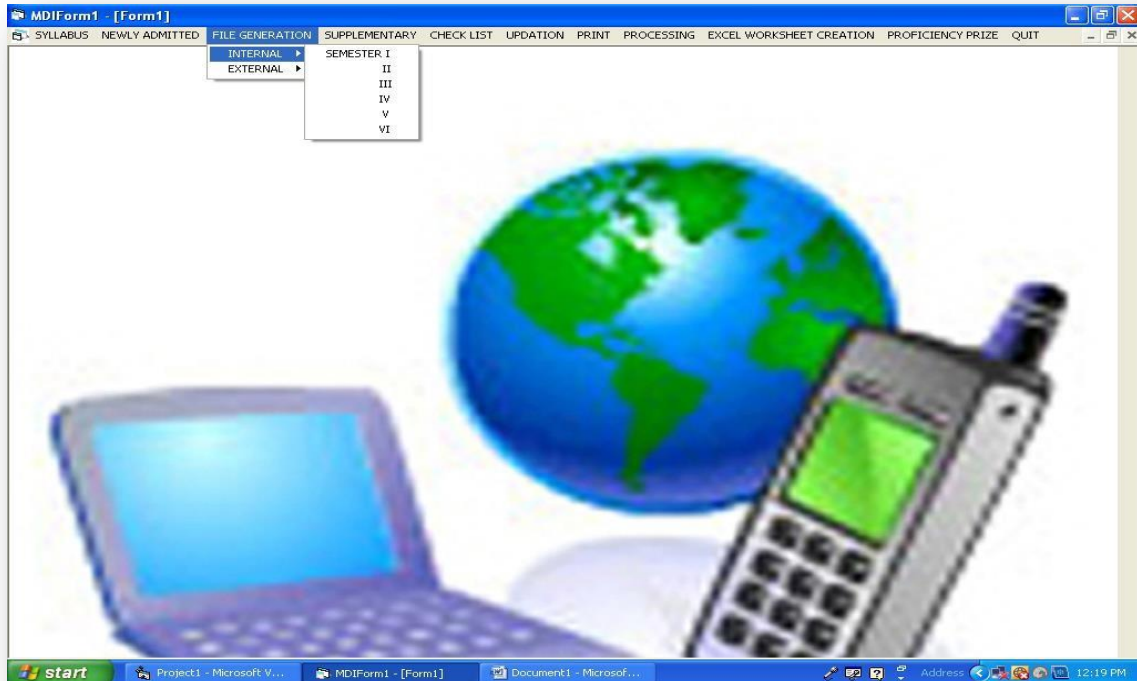 MDIForm1 - [Form1]
SYLLABUS NEWLY ADMITTED FILE GENERATION SUPPLEMENTARY CHECK LIST UPDATION PRINT PROCESSING EXCEL WORKSHEET CREATION PROFICIENCY PRIZE QUIT
INTERNAL SEMESTER I
EXTERNAL II
III
IV
V
VI
start Project1 - Microsoft V... MDIForm1 - [Form1] Document1 - Microsof... Address 12:19 PM